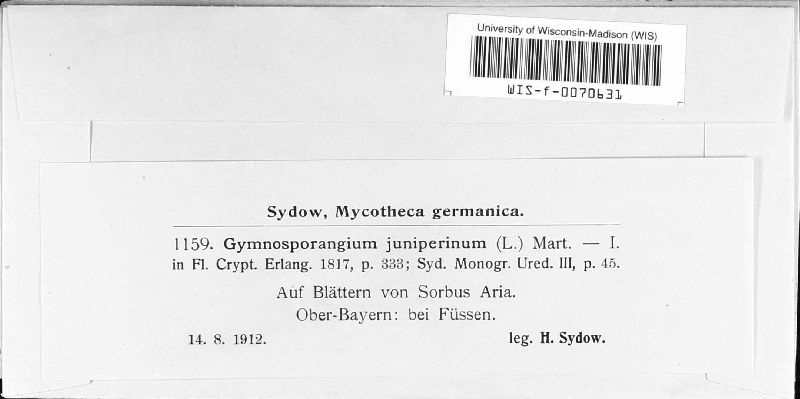 University of Wisconsin-Madison (WIS)
WIS-f-0070631
Sydow, Mycotheca germanica.
1159. Gymnosporangium juniperinum (L.) Mart. — I.
in Fl. Crypt. Erlang. 1817, p. 333; Syd. Monogr. Ured. III, p. 45.
Auf Blättern von Sorbus Aria.
Ober-Bayern: bei Füssen.
14. 8. 1912. leg. H. Sydow.